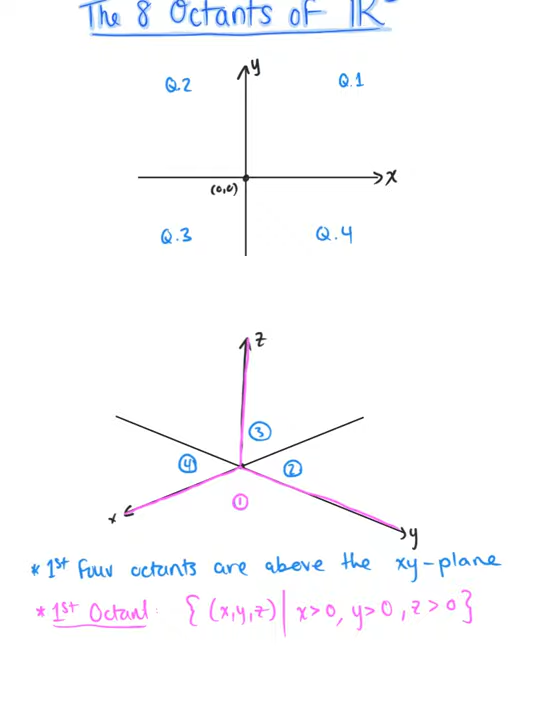 The 8 Octants of ℝ
y
Q.2
Q.1
x
(0,0)
Q.3
Q.4
z
③
④
②
①
x
y
* 1st four octants are above the xy-plane
* 1st Octant: {(x,y,z) | x>0, y>0, z>0}